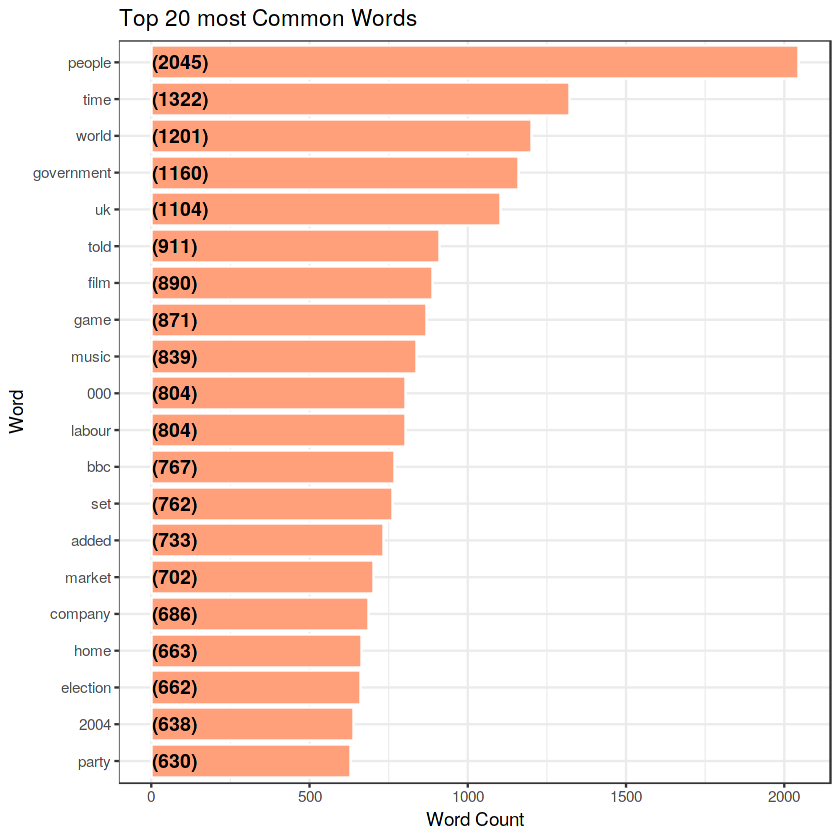 Top 20 most Common Words
people (2045)
time (1322)
world (1201)
government (1160)
uk (1104)
told (911)
film (890)
game (871)
music (839)
000 (804)
labour (804)
bbc (767)
set (762)
added (733)
market (702)
company (686)
home (663)
election (662)
2004 (638)
party (630)
Word
0 500 1000 1500 2000
Word Count